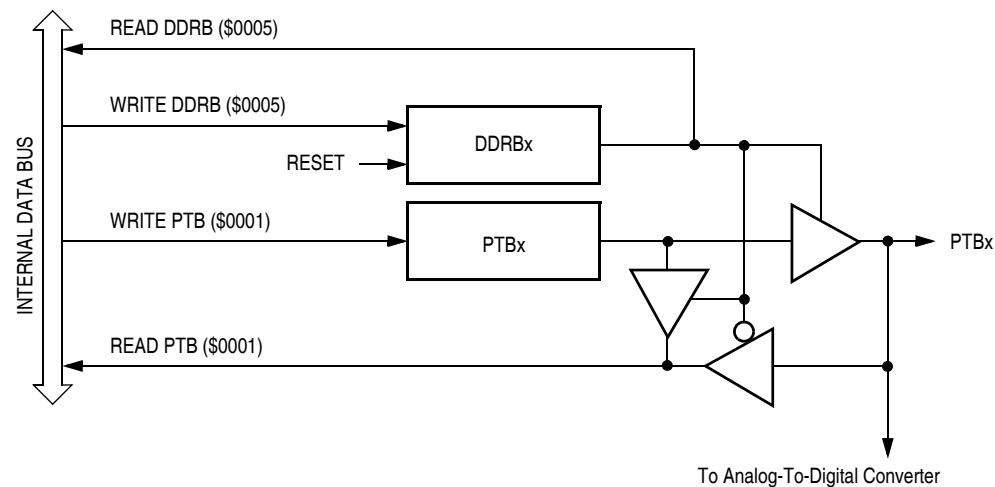 READ DDRB ($0005)
WRITE DDRB ($0005)
DDRBx
RESET
INTERNAL DATA BUS
WRITE PTB ($0001)
PTBx
PTBx
READ PTB ($0001)
To Analog-To-Digital Converter